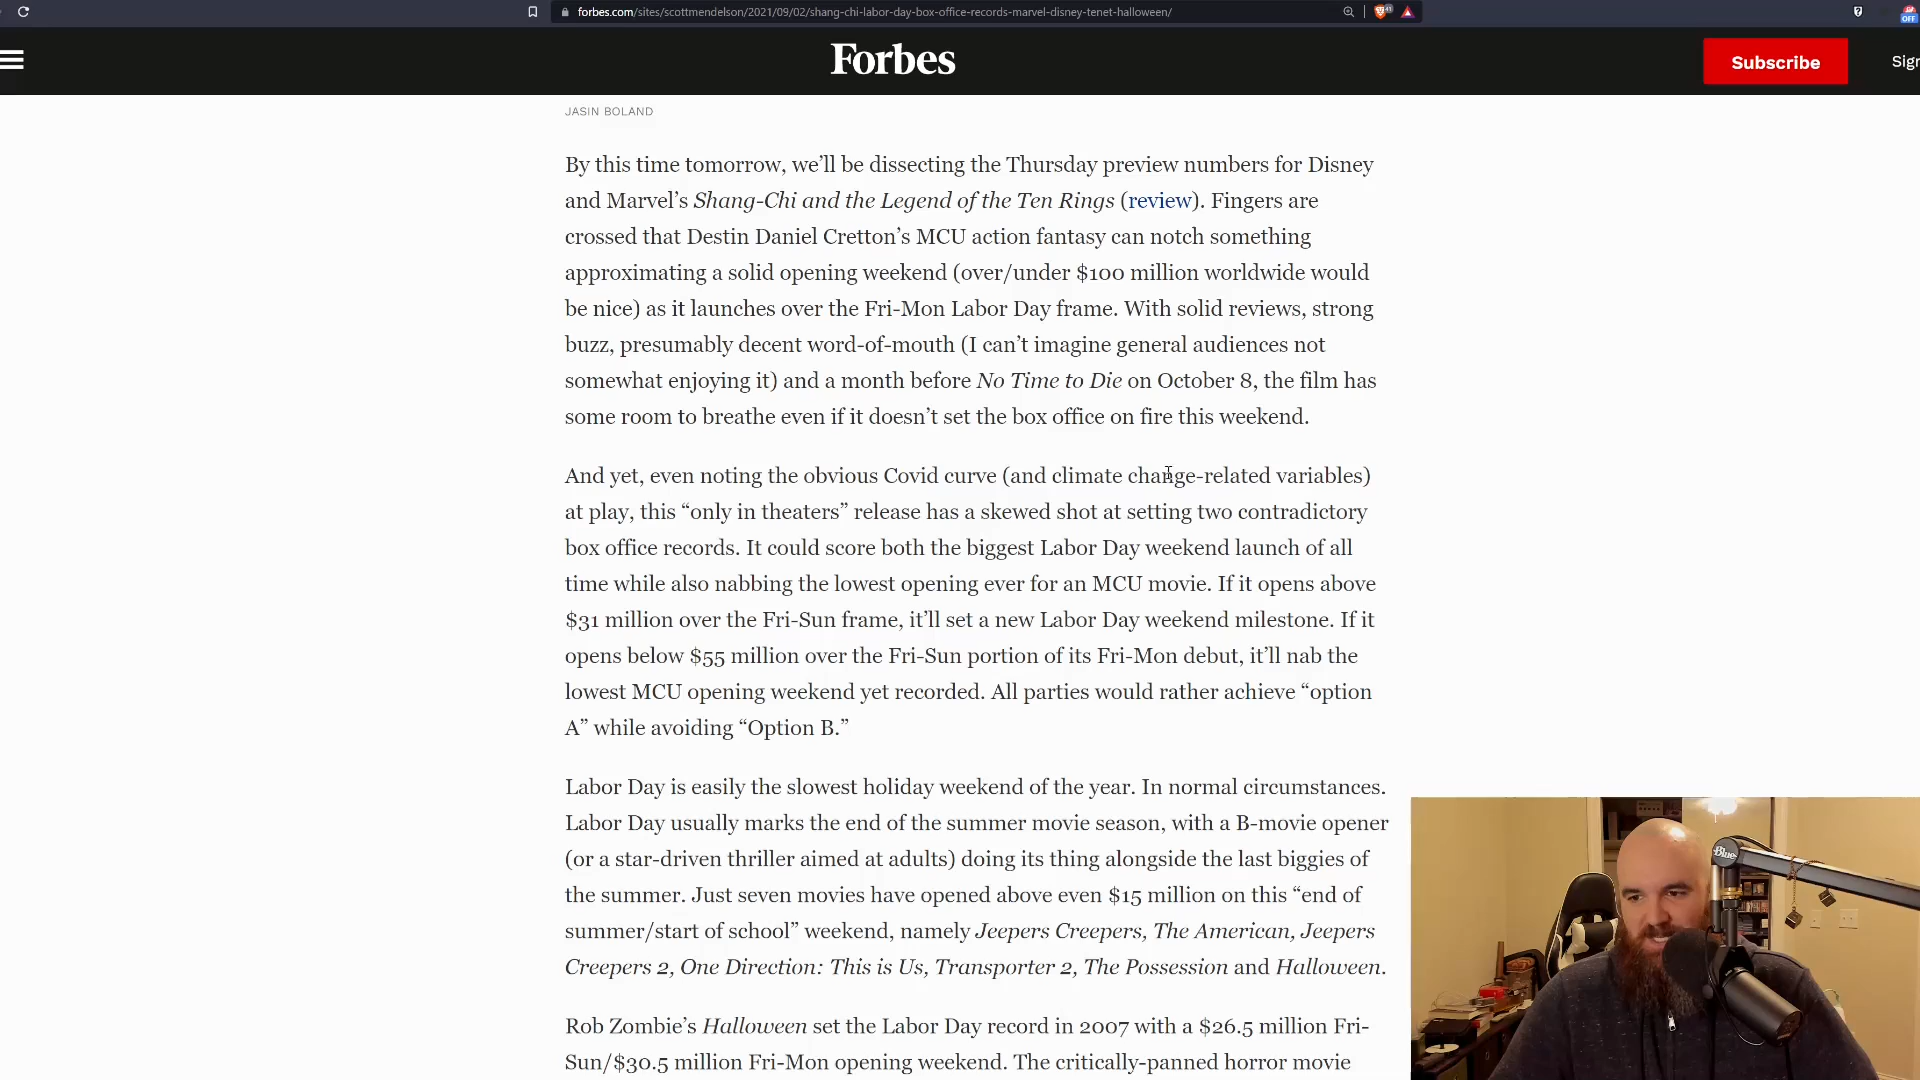 forbes.com/sites/scottmendelson/2021/09/02/shang-chi-labor-day-box-office-records-marvel-disney-tenet-halloween/
41
OFF
Forbes
Subscribe
Sign
JASIN BOLAND
By this time tomorrow, we’ll be dissecting the Thursday preview numbers for Disney
and Marvel’s Shang-Chi and the Legend of the Ten Rings (review). Fingers are
crossed that Destin Daniel Cretton’s MCU action fantasy can notch something
approximating a solid opening weekend (over/under $100 million worldwide would
be nice) as it launches over the Fri-Mon Labor Day frame. With solid reviews, strong
buzz, presumably decent word-of-mouth (I can’t imagine general audiences not
somewhat enjoying it) and a month before No Time to Die on October 8, the film has
some room to breathe even if it doesn’t set the box office on fire this weekend.
And yet, even noting the obvious Covid curve (and climate change-related variables)
at play, this “only in theaters” release has a skewed shot at setting two contradictory
box office records. It could score both the biggest Labor Day weekend launch of all
time while also nabbing the lowest opening ever for an MCU movie. If it opens above
$31 million over the Fri-Sun frame, it’ll set a new Labor Day weekend milestone. If it
opens below $55 million over the Fri-Sun portion of its Fri-Mon debut, it’ll nab the
lowest MCU opening weekend yet recorded. All parties would rather achieve “option
A” while avoiding “Option B.”
Labor Day is easily the slowest holiday weekend of the year. In normal circumstances.
Labor Day usually marks the end of the summer movie season, with a B-movie opener
(or a star-driven thriller aimed at adults) doing its thing alongside the last biggies of
the summer. Just seven movies have opened above even $15 million on this “end of
summer/start of school” weekend, namely Jeepers Creepers, The American, Jeepers
Creepers 2, One Direction: This is Us, Transporter 2, The Possession and Halloween.
Rob Zombie’s Halloween set the Labor Day record in 2007 with a $26.5 million Fri-
Sun/$30.5 million Fri-Mon opening weekend. The critically-panned horror movie
Blue